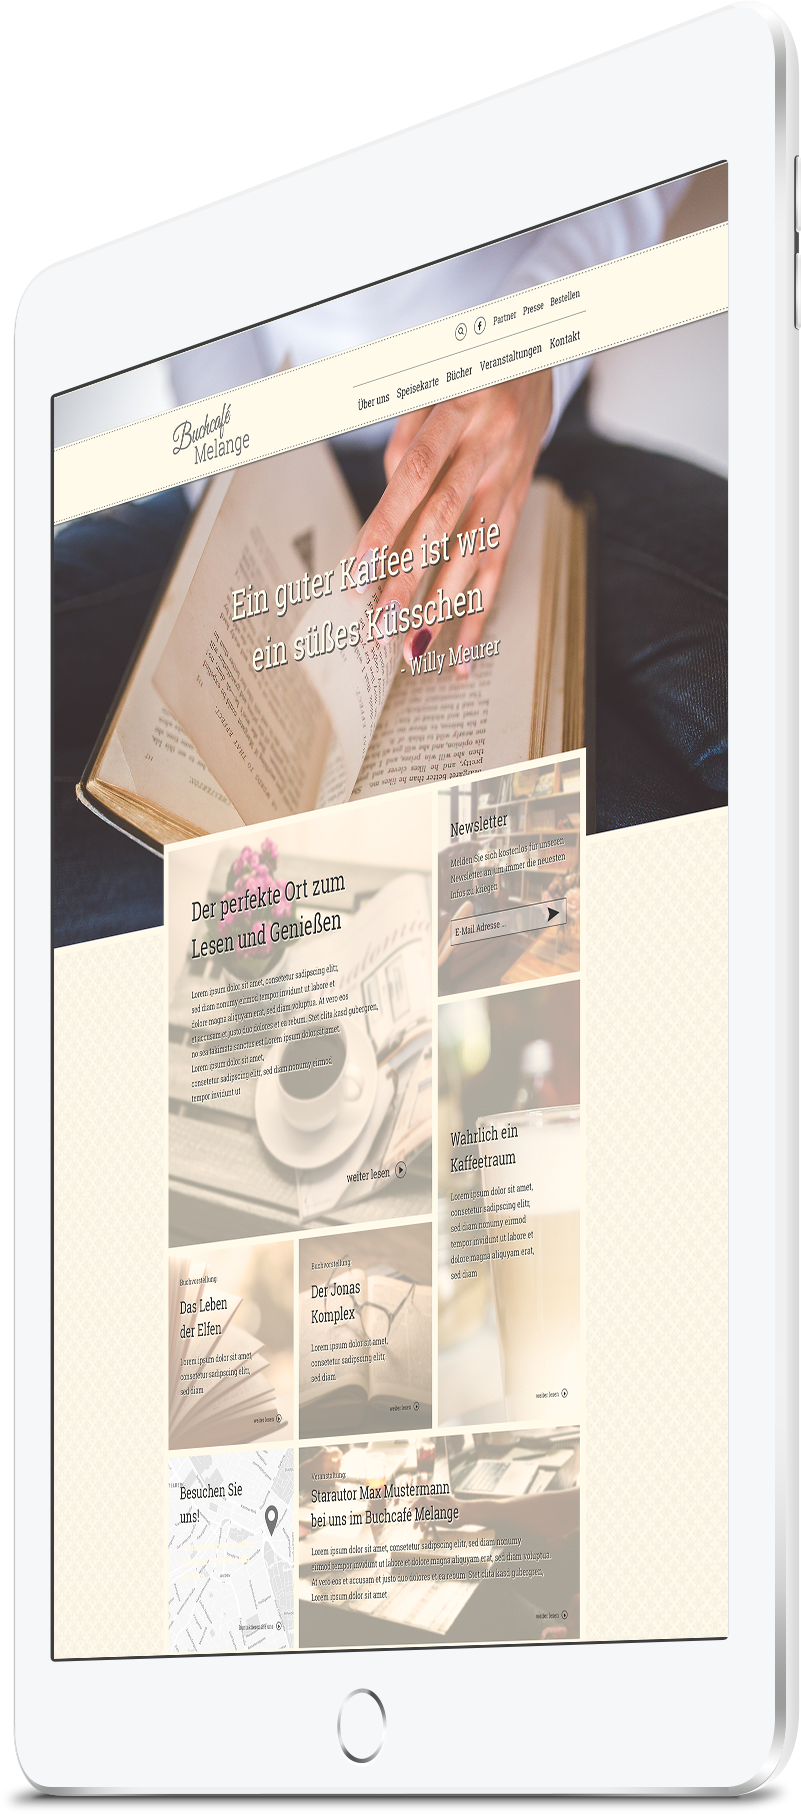 Partner Presse Bestellen
Über uns Speisekarte Bücher Veranstaltungen Kontakt
Buchcafé
Melange
Ein guter Kaffee ist wie
ein süßes Küsschen
- Willy Meurer
Der perfekte Ort zum
Lesen und Genießen
Lorem ipsum dolor sit amet, consetetur sadipscing elitr,
sed diam nonumy eirmod tempor invidunt ut labore et
dolore magna aliquyam erat, sed diam voluptua. At vero eos
et accusam et justo duo dolores et ea rebum. Stet clita kasd gubergren,
no sea takimata sanctus est Lorem ipsum dolor sit amet.
Lorem ipsum dolor sit amet,
consetetur sadipscing elitr, sed diam nonumy eirmod
tempor invidunt ut
weiter lesen
Newsletter
Melden Sie sich kostenlos für unseren
Newsletter an um immer die neuesten
Infos zu kriegen
E-Mail Adresse ...
Wahrlich ein
Kaffeetraum
Lorem ipsum dolor sit amet,
consetetur sadipscing elitr,
sed diam nonumy eirmod
tempor invidunt ut labore et
dolore magna aliquyam erat,
sed diam
weiter lesen
Buchvorstellung:
Das Leben
der Elfen
Lorem ipsum dolor sit amet,
consetetur sadipscing elitr,
sed diam
weiter lesen
Buchvorstellung:
Der Jonas
Komplex
Lorem ipsum dolor sit amet,
consetetur sadipscing elitr,
sed diam
weiter lesen
Besuchen Sie
uns!
Veranstaltung:
Starautor Max Mustermann
bei uns im Buchcafé Melange
Lorem ipsum dolor sit amet, consetetur sadipscing elitr, sed diam nonumy
eirmod tempor invidunt ut labore et dolore magna aliquyam erat, sed diam voluptua.
At vero eos et accusam et justo duo dolores et ea rebum. Stet clita kasd gubergren,
Lorem ipsum dolor sit amet
weiter lesen